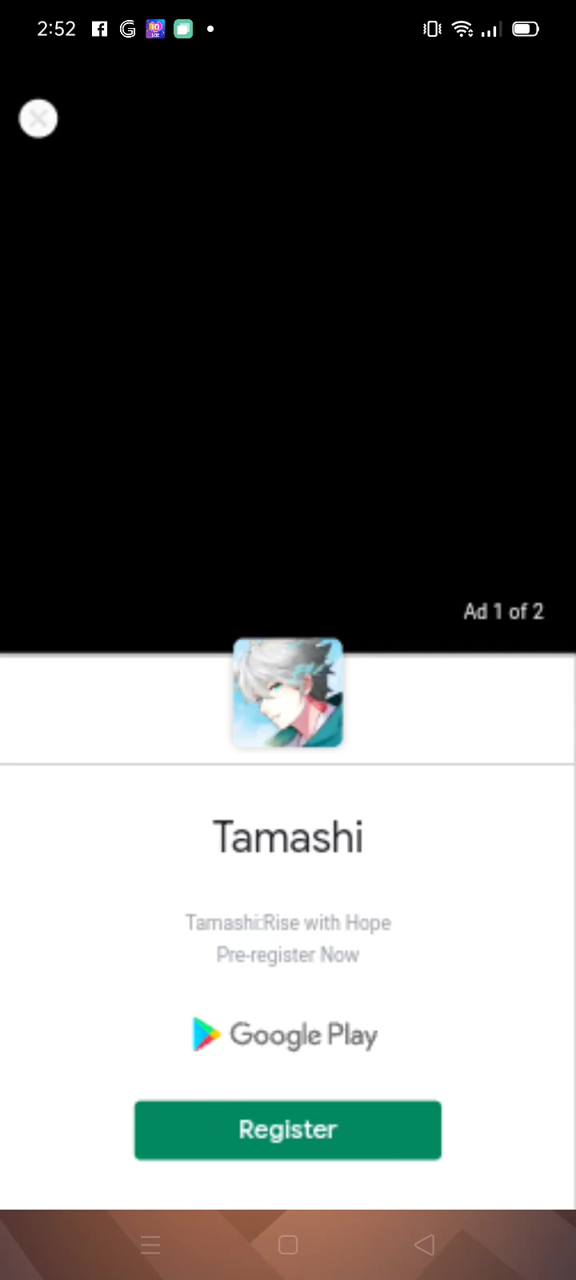 2:52
Ad 1 of 2
Tamashi
Tamashi:Rise with Hope
Pre-register Now
Google Play
Register